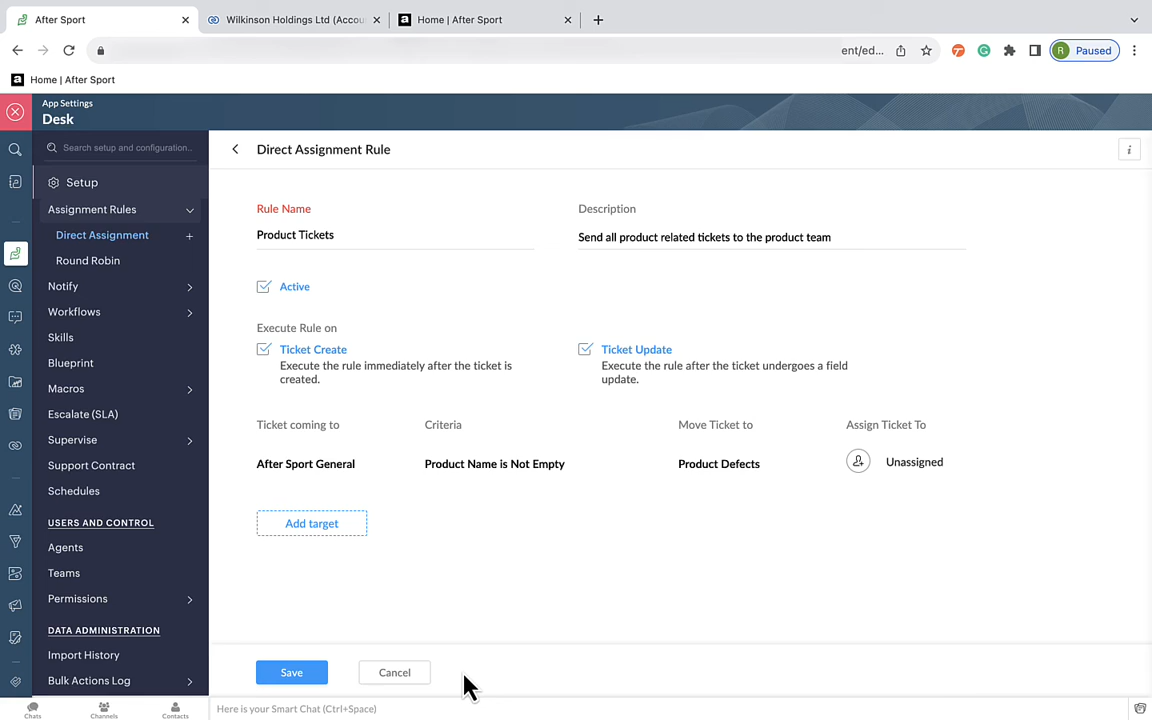 After Sport
Wilkinson Holdings Ltd (Accou
Home | After Sport
ent/ed...
R Paused
Home | After Sport
App Settings
Desk
Search setup and configuration..
Direct Assignment Rule
Setup
Assignment Rules
Direct Assignment
Round Robin
Notify
Workflows
Skills
Blueprint
Macros
Escalate (SLA)
Supervise
Support Contract
Schedules
USERS AND CONTROL
Agents
Teams
Permissions
DATA ADMINISTRATION
Import History
Bulk Actions Log
Rule Name
Description
Product Tickets
Send all product related tickets to the product team
Active
Execute Rule on
Ticket Create
Execute the rule immediately after the ticket is
created.
Ticket Update
Execute the rule after the ticket undergoes a field
update.
Ticket coming to
Criteria
Move Ticket to
Assign Ticket To
After Sport General
Product Name is Not Empty
Product Defects
Unassigned
Add target
Save
Cancel
Chats
Channels
Contacts
Here is your Smart Chat (Ctrl+Space)